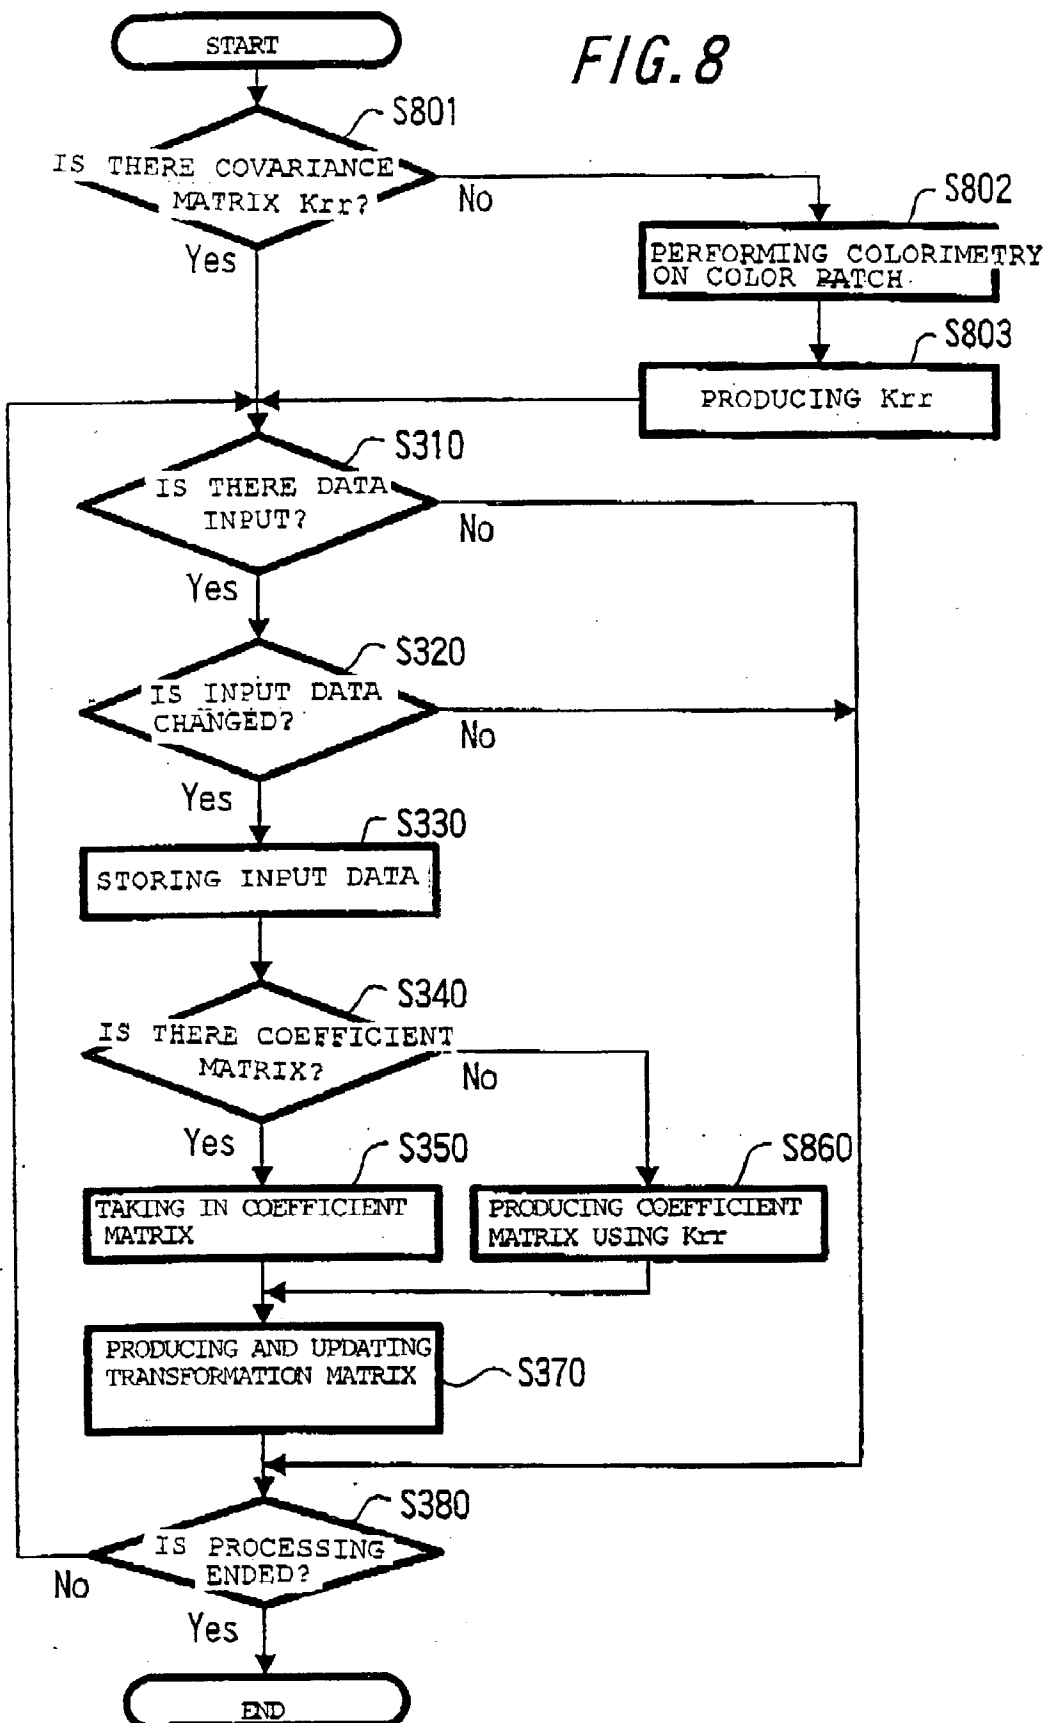 FIG. 8
START
S801
IS THERE COVARIANCE
MATRIX Krr?
No
Yes
S802
PERFORMING COLORIMETRY
ON COLOR PATCH
S803
PRODUCING Krr
S310
IS THERE DATA
INPUT?
No
Yes
S320
IS INPUT DATA
CHANGED?
No
Yes
S330
STORING INPUT DATA
S340
IS THERE COEFFICIENT
MATRIX?
No
Yes
S350
TAKING IN COEFFICIENT
MATRIX
S860
PRODUCING COEFFICIENT
MATRIX USING Krr
PRODUCING AND UPDATING
TRANSFORMATION MATRIX
S370
S380
IS PROCESSING
ENDED?
No
Yes
END